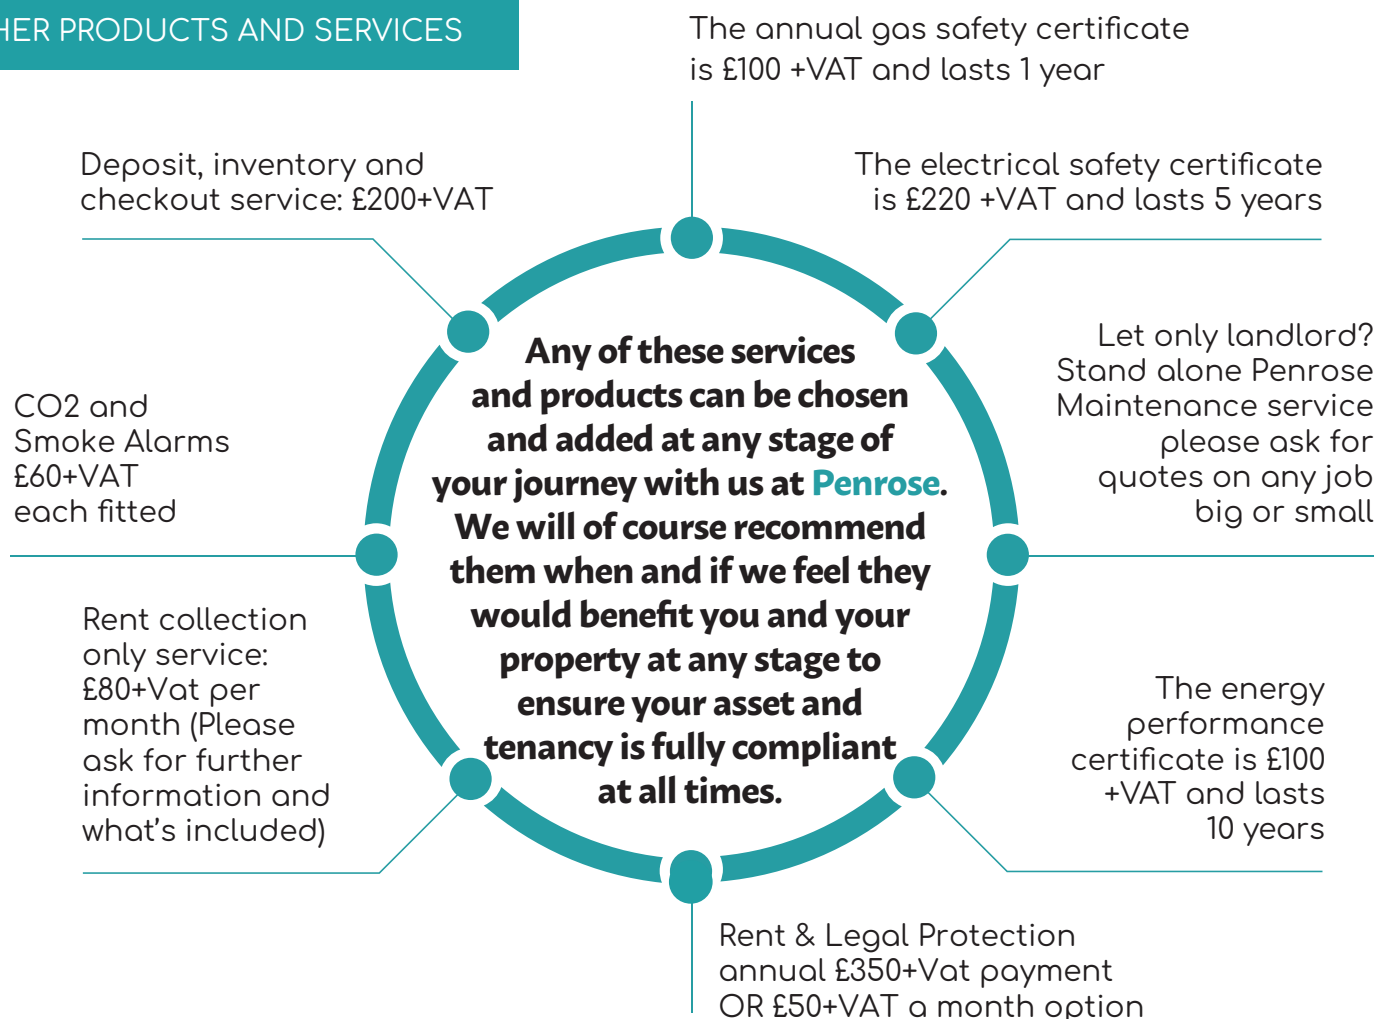 HER PRODUCTS AND SERVICES
The annual gas safety certificate
is £100 +VAT and lasts 1 year
Deposit, inventory and
checkout service: £200+VAT
The electrical safety certificate
is £220 +VAT and lasts 5 years
Let only landlord?
Stand alone Penrose
Maintenance service
please ask for
quotes on any job
big or small
CO2 and
Smoke Alarms
£60+VAT
each fitted
Any of these services
and products can be chosen
and added at any stage of
your journey with us at Penrose.
We will of course recommend
them when and if we feel they
would benefit you and your
property at any stage to
ensure your asset and
tenancy is fully compliant
at all times.
Rent collection
only service:
£80+Vat per
month (Please
ask for further
information and
what's included)
The energy
performance
certificate is £100
+VAT and lasts
10 years
Rent & Legal Protection
annual £350+Vat payment
OR £50+VAT a month option